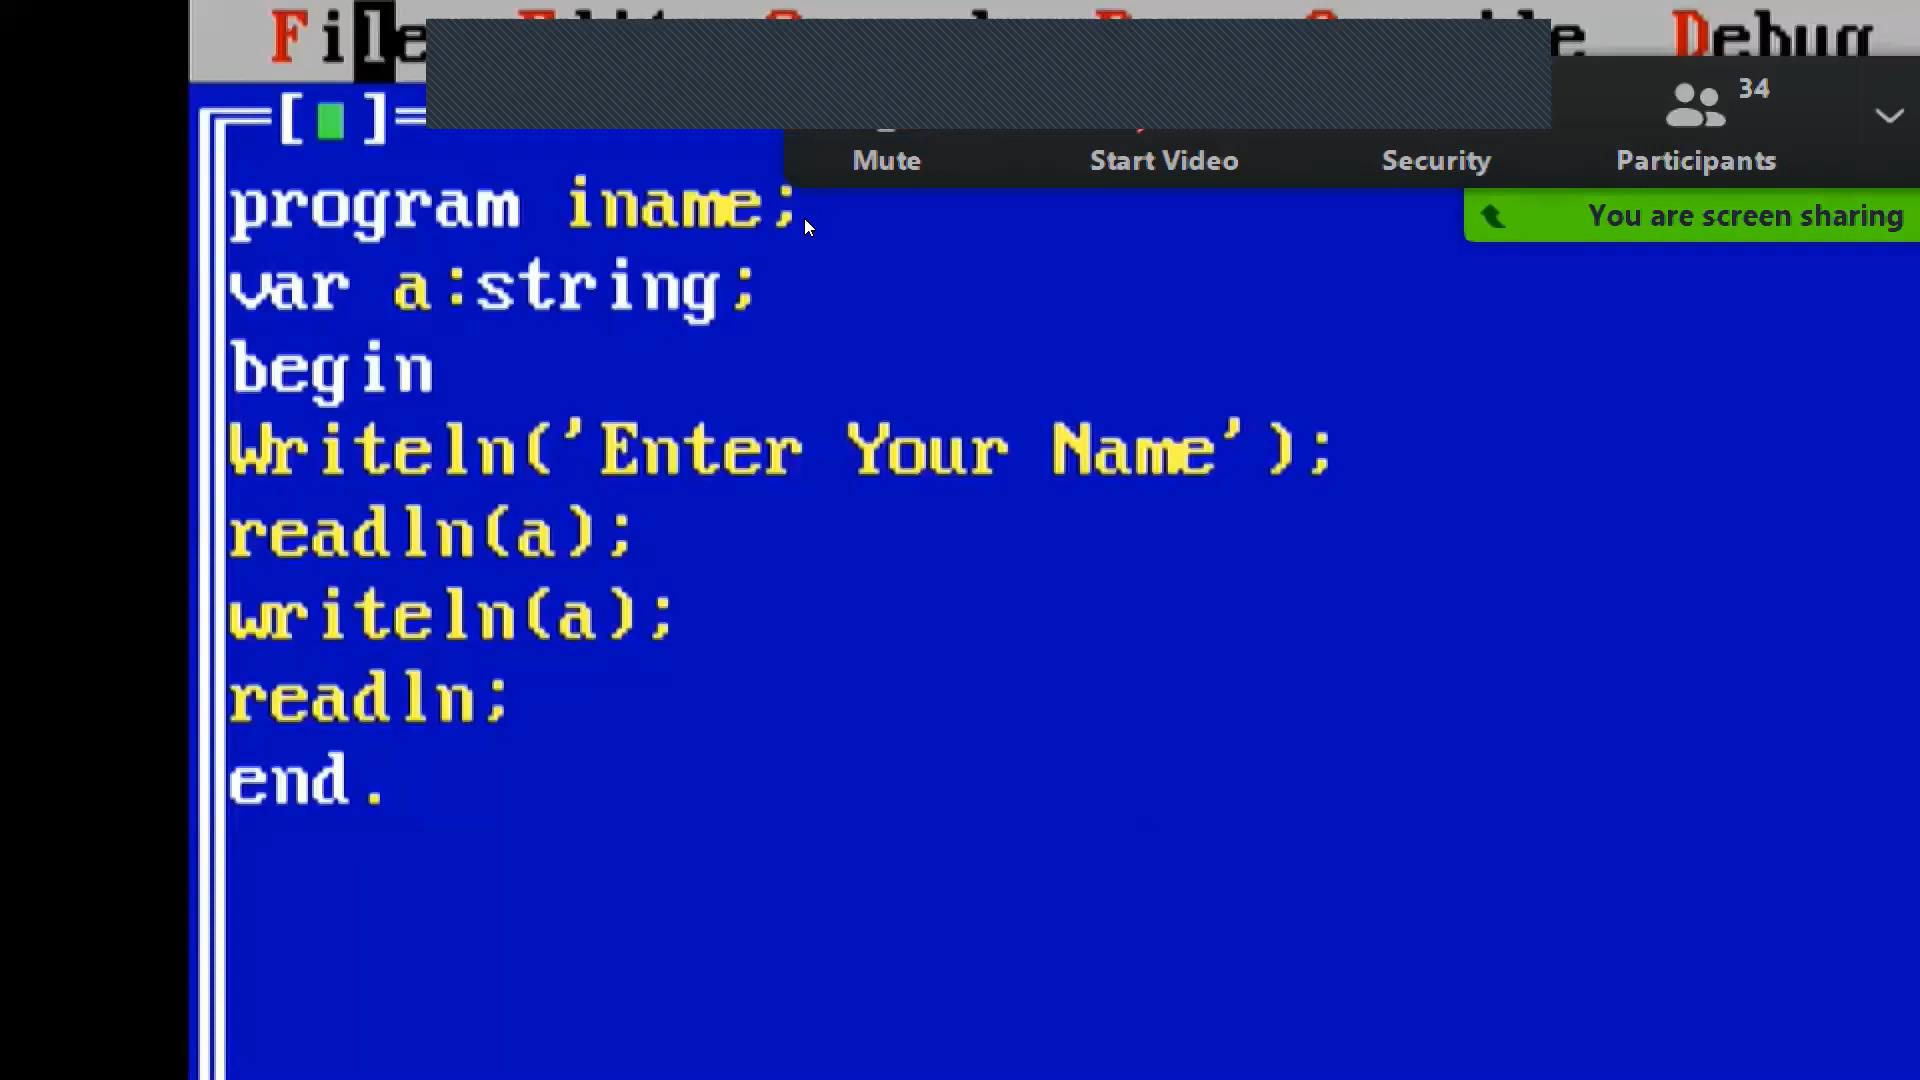 File Debug
[ ]
34
Mute Start Video Security Participants
You are screen sharing
program iname;
var a:string;
begin
Writeln('Enter Your Name');
readln(a);
writeln(a);
readln;
end.